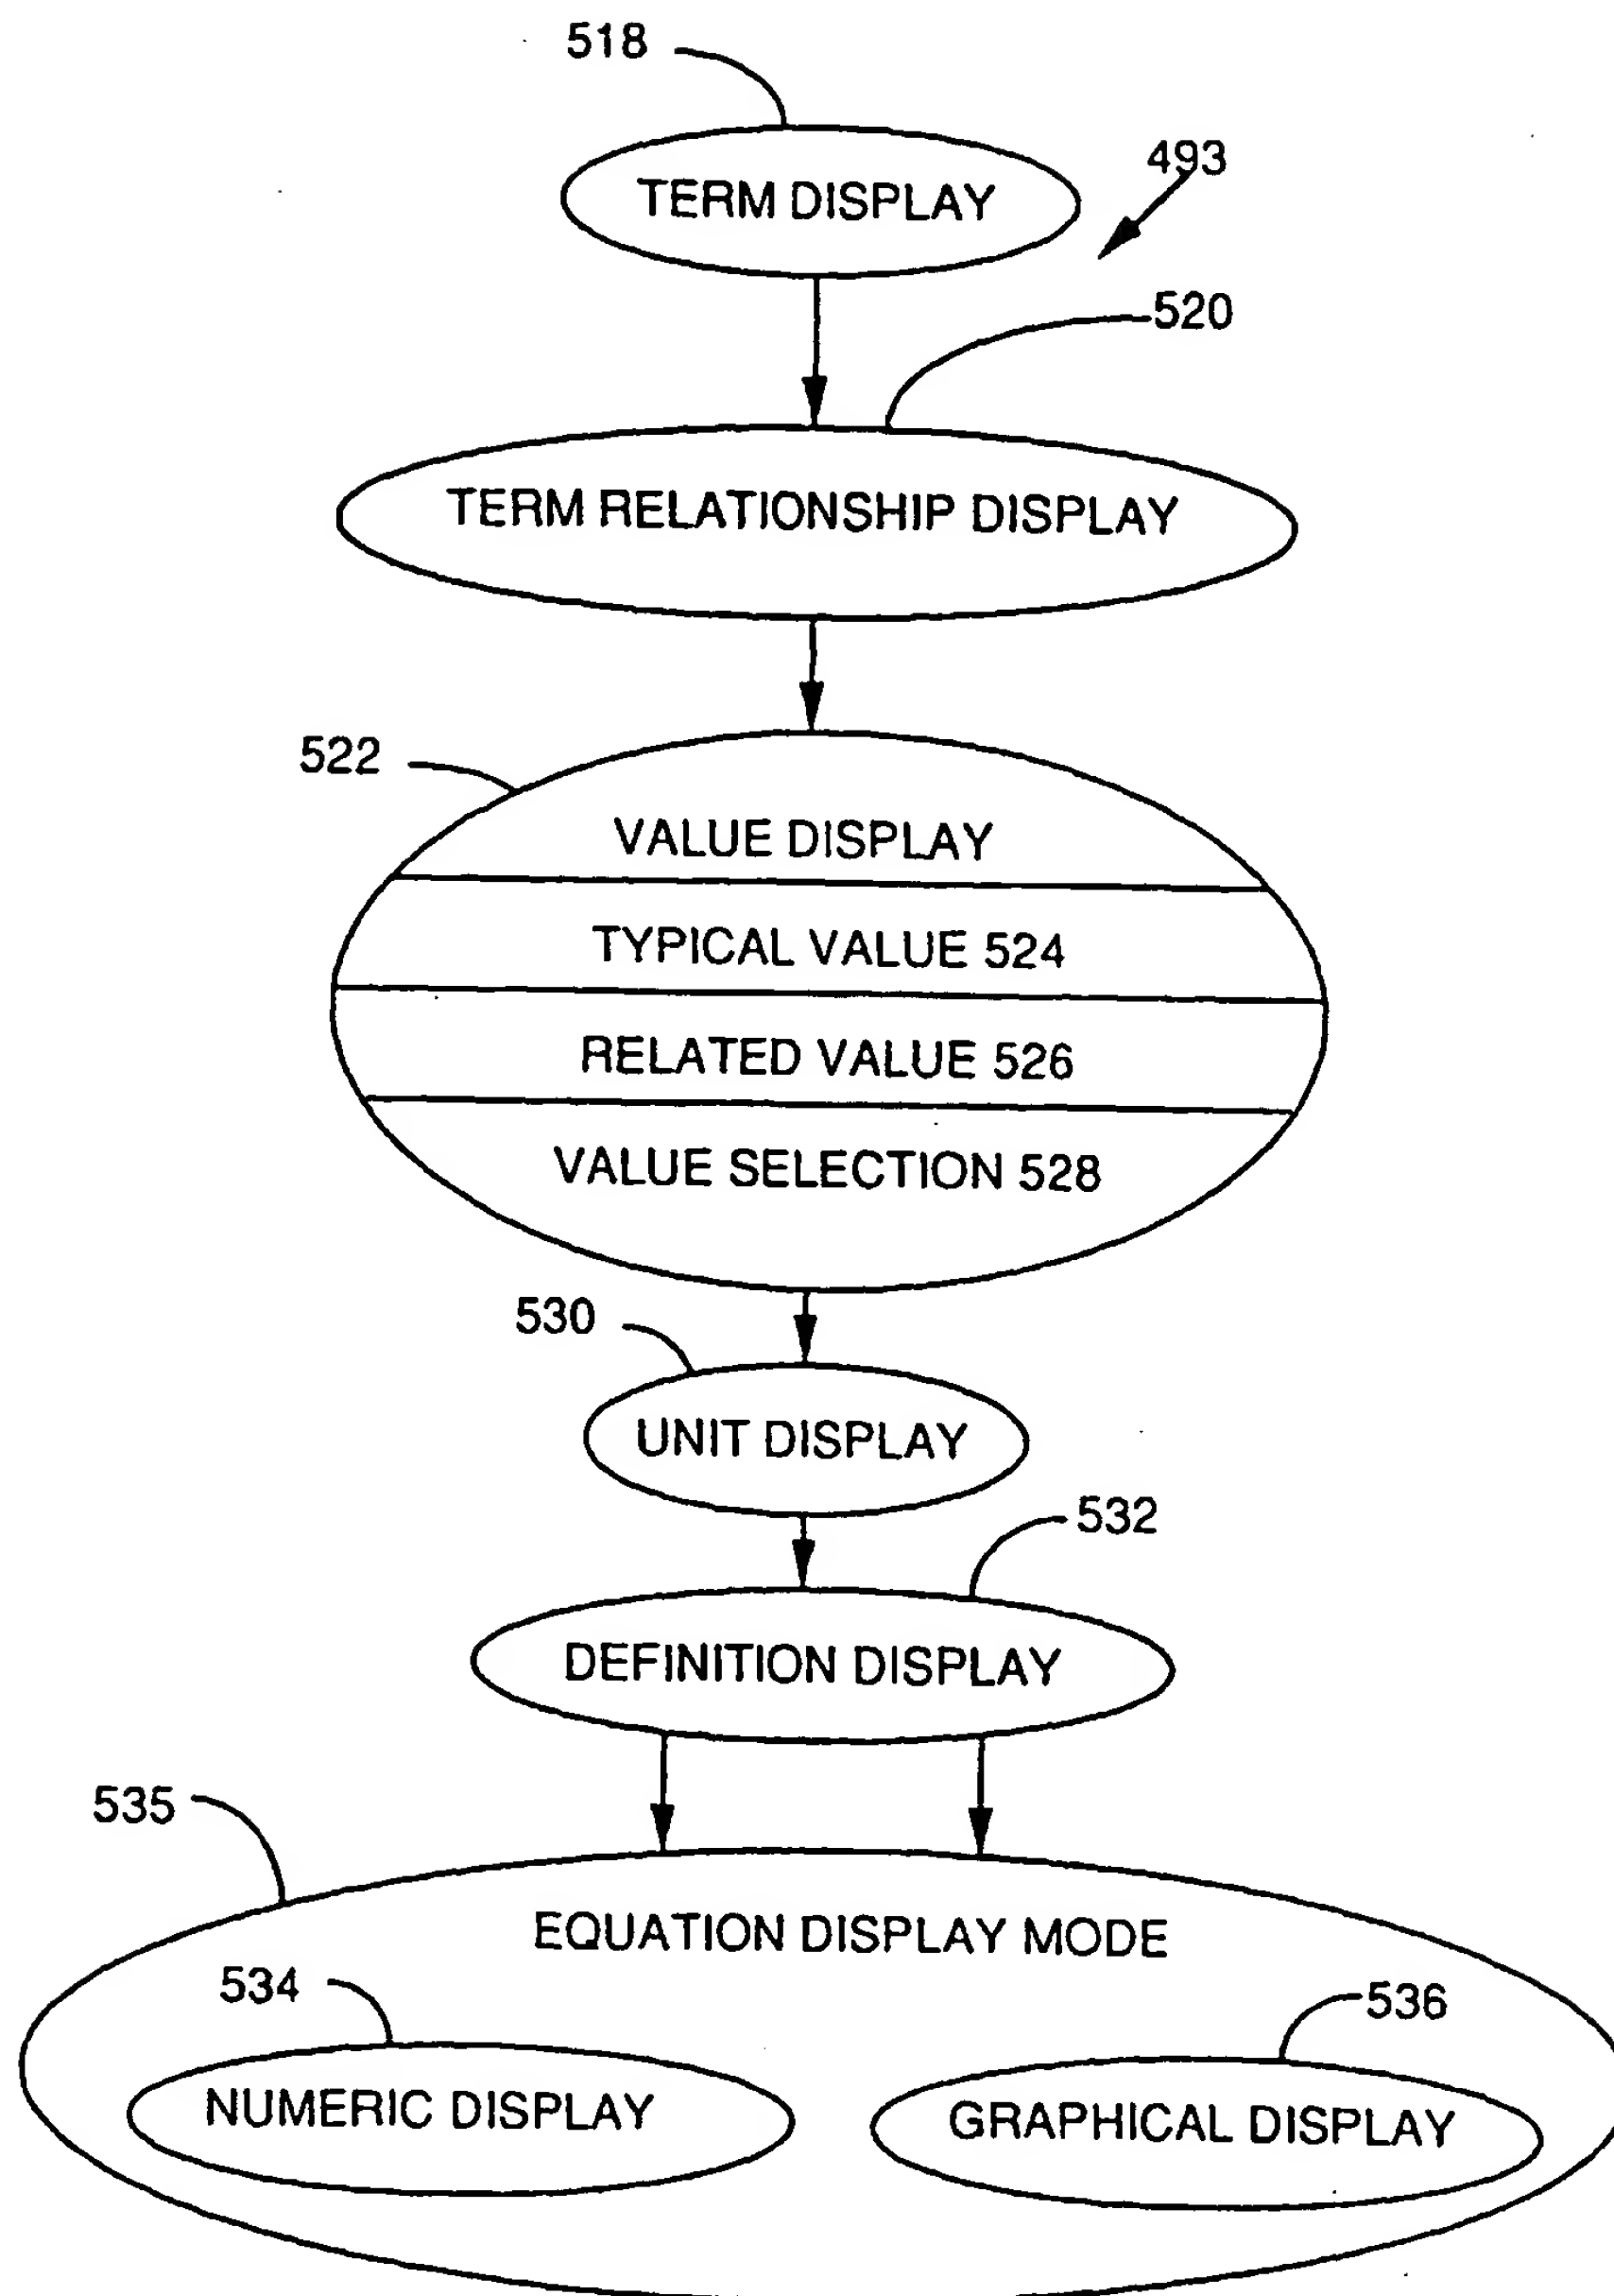 518
TERM DISPLAY
493
520
TERM RELATIONSHIP DISPLAY
522
VALUE DISPLAY
TYPICAL VALUE 524
RELATED VALUE 526
VALUE SELECTION 528
530
UNIT DISPLAY
532
DEFINITION DISPLAY
535
EQUATION DISPLAY MODE
534
536
NUMERIC DISPLAY
GRAPHICAL DISPLAY